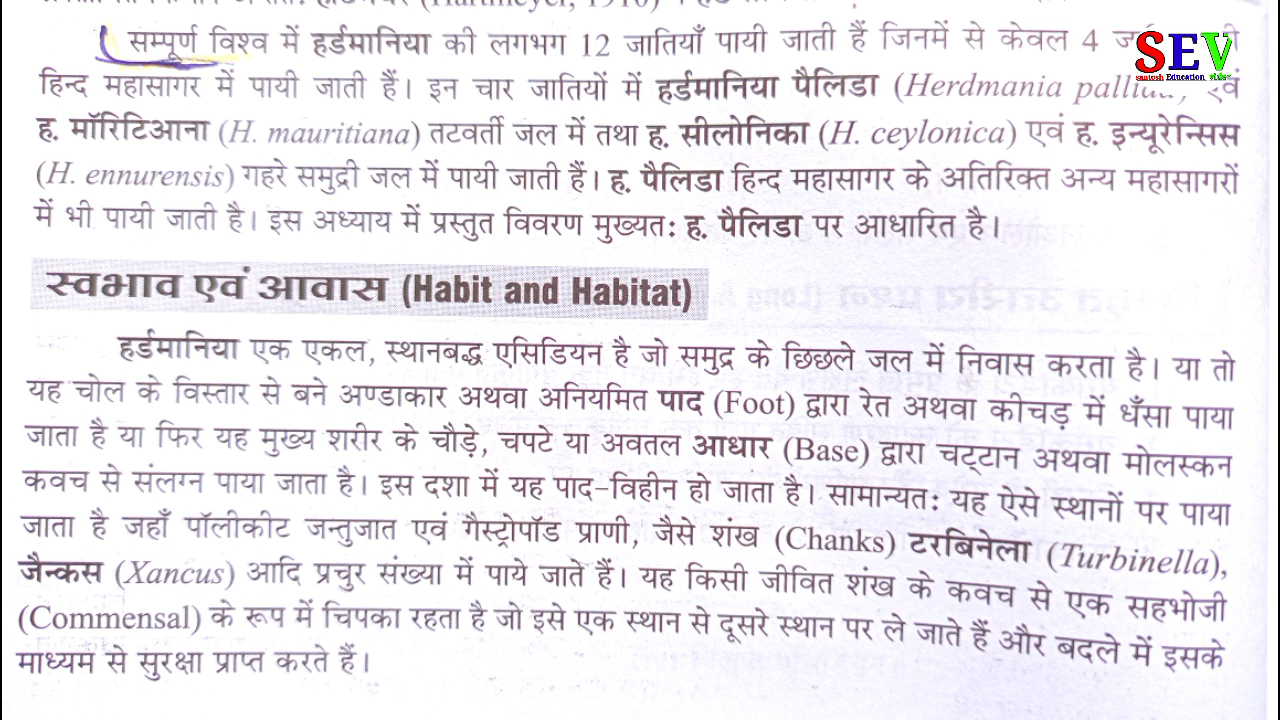 (Hartmeyer, 1916)
सम्पूर्ण विश्व में हर्डमानिया की लगभग 12 जातियाँ पायी जाती हैं जिनमें से केवल 4
SEV
santosh Education
हिन्द महासागर में पायी जाती हैं। इन चार जातियों में हर्डमानिया पैलिडा (Herdmania एवं
ह. मॉरिटिआना (H. mauritiana) तटवर्ती जल में तथा ह. सीलोनिका (H. ceylonica) एवं ह. इन्यूरेन्सिस
(H. ennurensis) गहरे समुद्री जल में पायी जाती हैं। ह. पैलिडा हिन्द महासागर के अतिरिक्त अन्य महासागरों
में भी पायी जाती है। इस अध्याय में प्रस्तुत विवरण मुख्यत: ह. पैलिडा पर आधारित है।
स्वभाव एवं आवास (Habit and Habitat)
हर्डमानिया एक एकल, स्थानबद्ध एसिडियन है जो समुद्र के छिछले जल में निवास करता है। या तो
यह चोल के विस्तार से बने अण्डाकार अथवा अनियमित पाद (Foot) द्वारा रेत अथवा कीचड़ में धँसा पाया
जाता है या फिर यह मुख्य शरीर के चौड़े, चपटे या अवतल आधार (Base) द्वारा चट्टान अथवा मोलस्कन
कवच से संलग्न पाया जाता है। इस दशा में यह पाद-विहीन हो जाता है। सामान्यत: यह ऐसे स्थानों पर पाया
जाता है जहाँ पॉलीकीट जन्तुजात एवं गैस्ट्रोपॉड प्राणी, जैसे शंख (Chanks) टरबिनेला (Turbinella),
जैन्कस (Xancus) आदि प्रचुर संख्या में पाये जाते हैं। यह किसी जीवित शंख के कवच से एक सहभोजी
(Commensal) के रूप में चिपका रहता है जो इसे एक स्थान से दूसरे स्थान पर ले जाते हैं और बदले में इसके
माध्यम से सुरक्षा प्राप्त करते हैं।